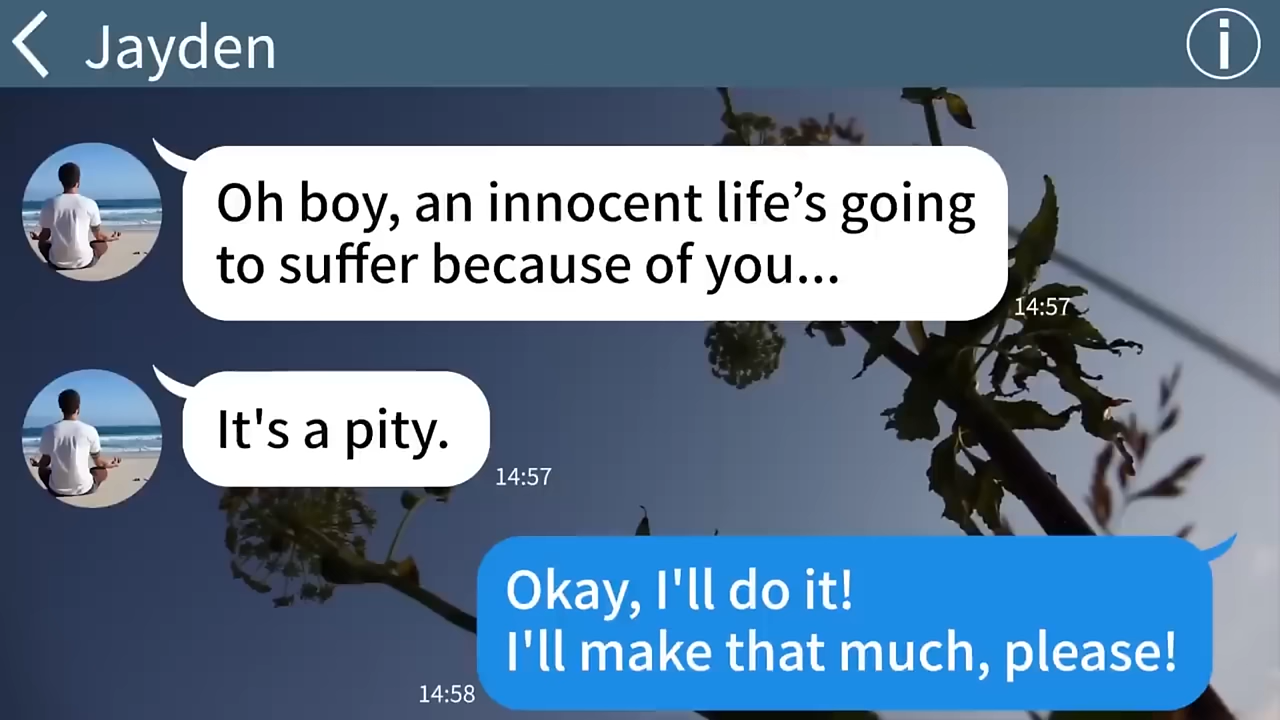 Jayden
Oh boy, an innocent life’s going
to suffer because of you...
14:57
It's a pity.
14:57
Okay, I'll do it!
I'll make that much, please!
14:58